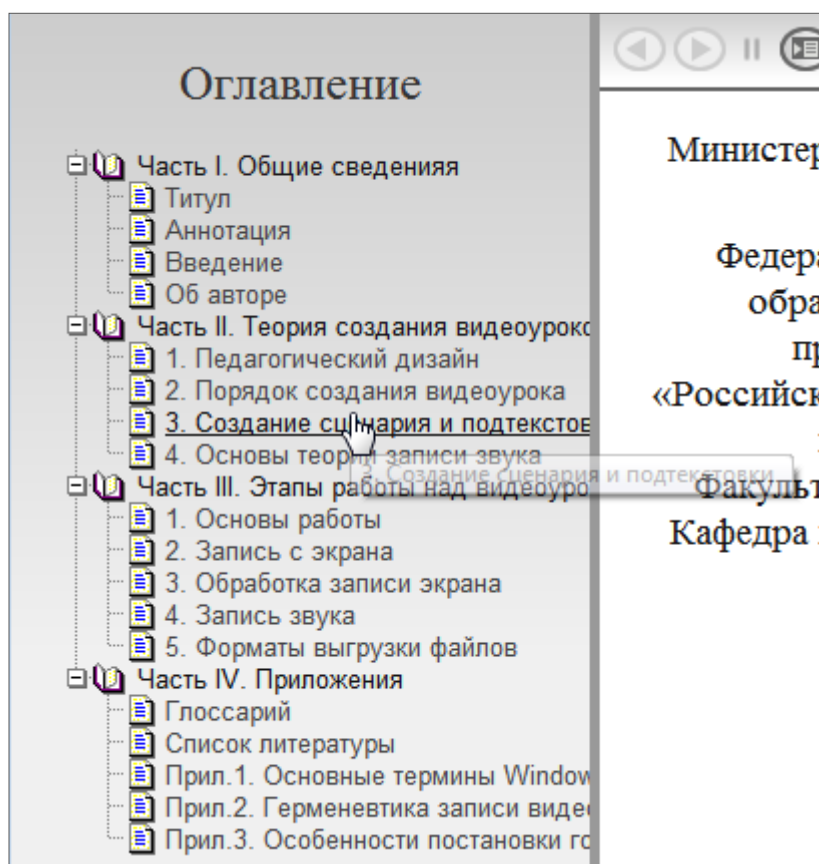 Оглавление
Часть I. Общие сведенияя
Титул
Аннотация
Введение
Об авторе
Часть II. Теория создания видеоурокс
1. Педагогический дизайн
2. Порядок создания видеоурока
3. Создание сценария и подтекстов
4. Основы теории записи звука
3. Создание сценария и подтекстовки
Часть III. Этапы работы над видеоуро
1. Основы работы
2. Запись с экрана
3. Обработка записи экрана
4. Запись звука
5. Форматы выгрузки файлов
Часть IV. Приложения
Глоссарий
Список литературы
Прил.1. Основные термины Window
Прил.2. Герменевтика записи виде
Прил.3. Особенности постановки го
Министер
Федера
обра
пр
«Российск
Факульт
Кафедра